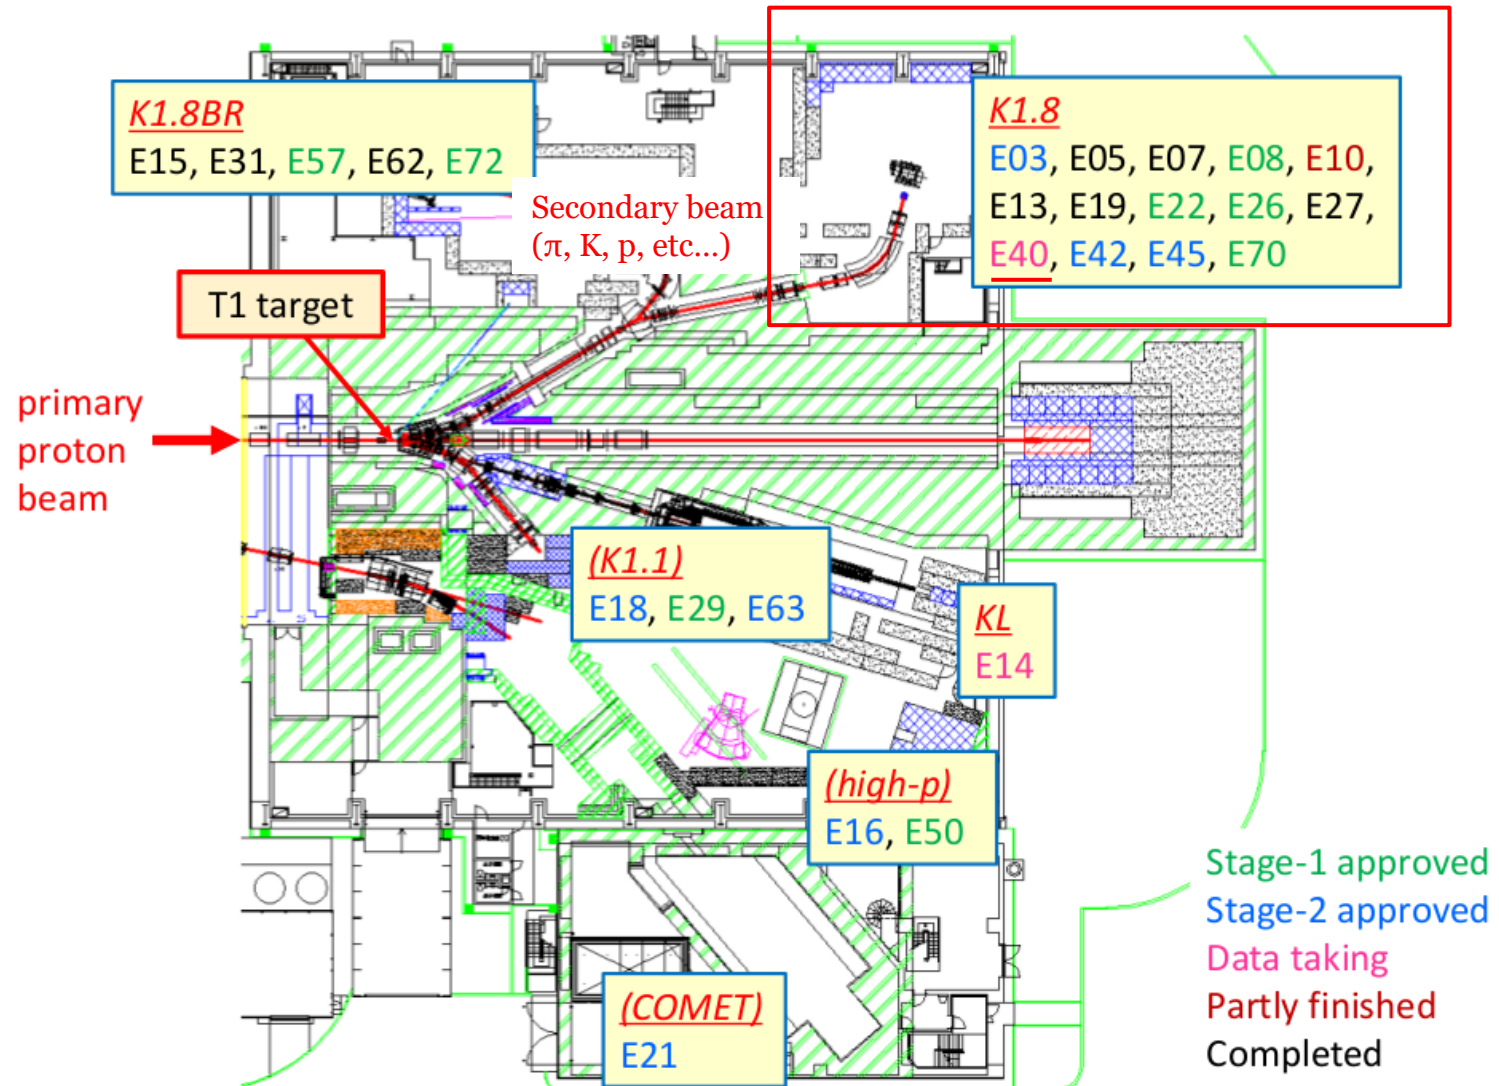 K1.8BR
E15, E31, E57, E62, E72
K1.8
E03, E05, E07, E08, E10,
E13, E19, E22, E26, E27,
E40, E42, E45, E70
Secondary beam
(π, K, p, etc...)
T1 target
primary
proton
beam
(K1.1)
E18, E29, E63
KL
E14
(high-p)
E16, E50
(COMET)
E21
Stage-1 approved
Stage-2 approved
Data taking
Partly finished
Completed